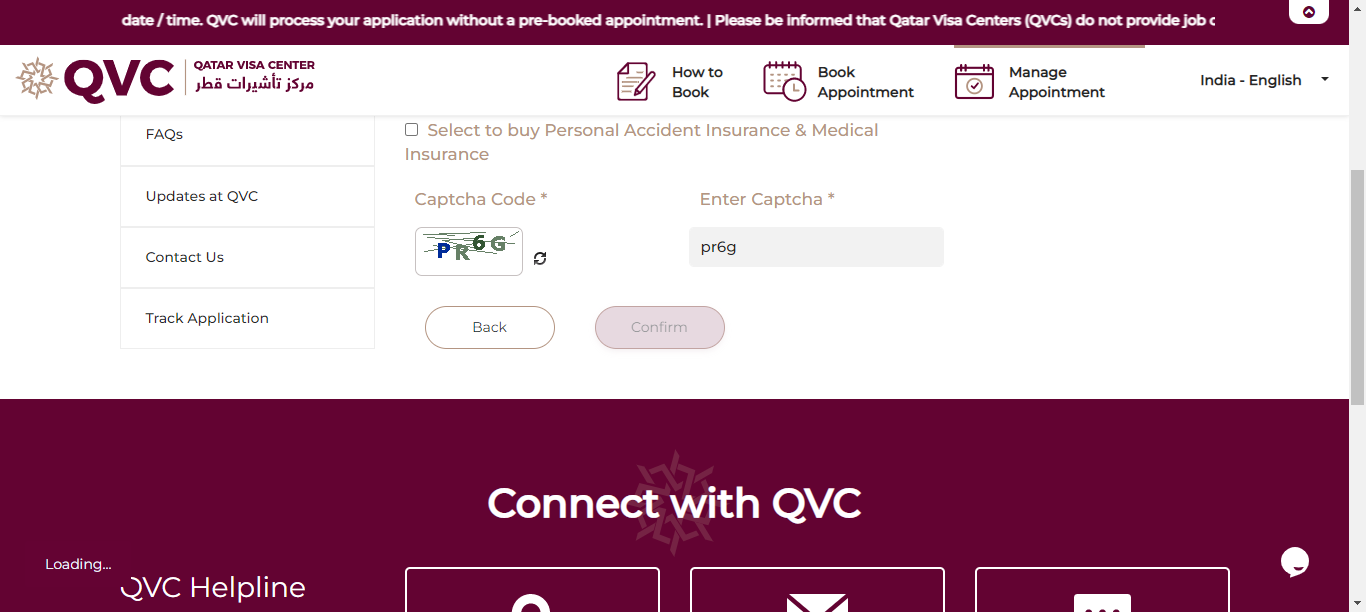 date / time. QVC will process your application without a pre-booked appointment. | Please be informed that Qatar Visa Centers (QVCs) do not provide job
QVC
QATAR VISA CENTER
مركز تأشيرات قطر
How to
Book
Book
Appointment
Manage
Appointment
India - English
FAQs
Updates at QVC
Contact Us
Track Application
Select to buy Personal Accident Insurance & Medical
Insurance
Captcha Code *
Enter Captcha *
PR6G
pr6g
Back
Confirm
Connect with QVC
Loading...
QVC Helpline